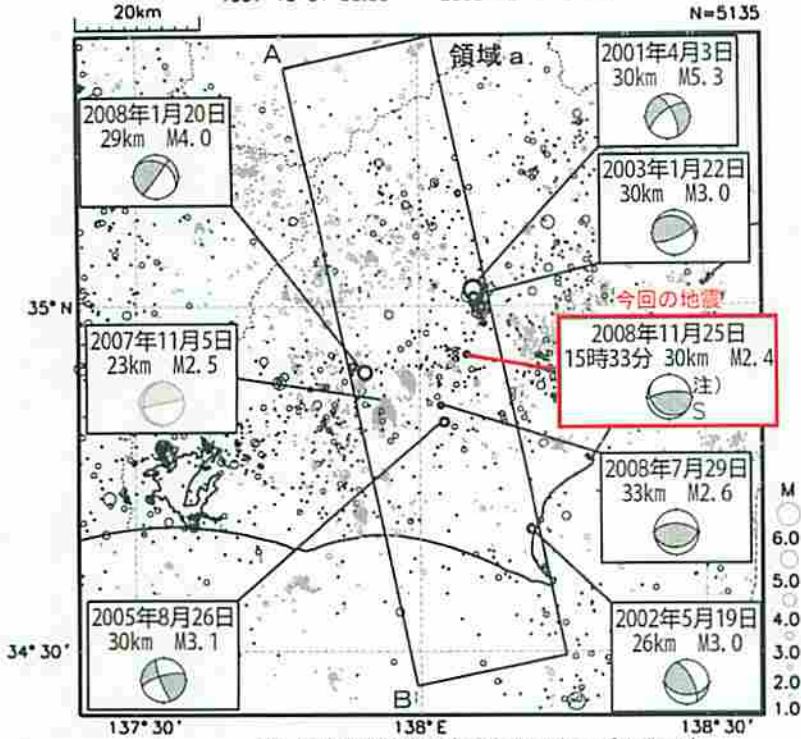 20km
N=5135
A
領域 a
2001年4月3日
30km M5.3
2008年1月20日
29km M4.0
2003年1月22日
30km M3.0
35°N
今回の地震
2008年11月25日
15時33分 30km M2.4
注)
S
2007年11月5日
23km M2.5
2008年7月29日
33km M2.6
M
6.0
5.0
4.0
3.0
2.0
1.0
2005年8月26日
30km M3.1
2002年5月19日
26km M3.0
34°30'
B
137°30'
138°E
138°30'